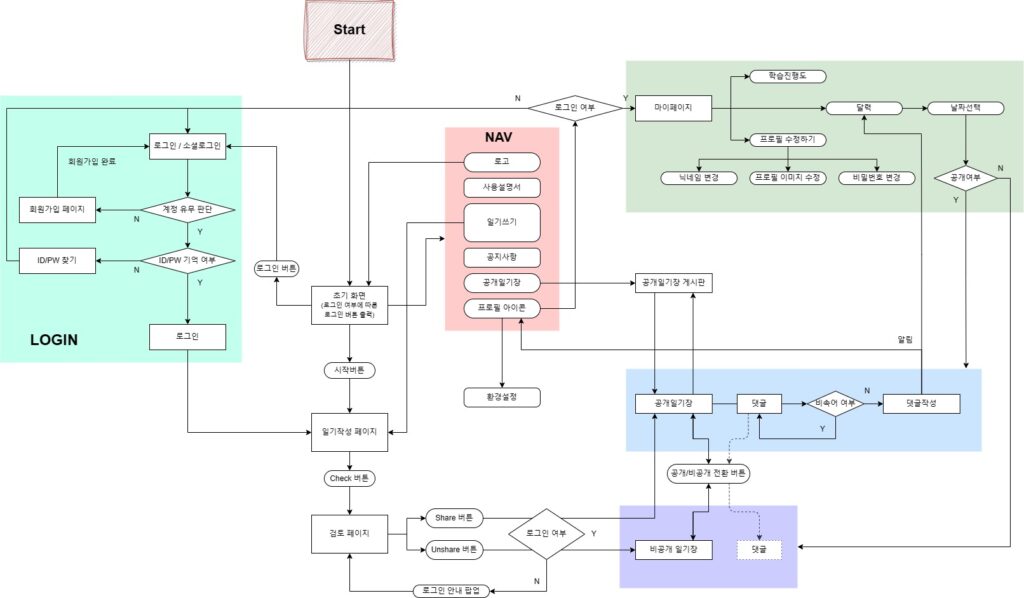 Start
N
로그인 여부
Y
마이페이지
학습진행도
달력
날짜선택
프로필 수정하기
닉네임 변경
프로필 이미지 수정
비밀번호 변경
공개여부
N
Y
로그인 / 소셜로그인
회원가입 완료
회원가입 페이지
계정 유무 판단
N
Y
ID/PW 찾기
ID/PW 기억 여부
N
Y
로그인
LOGIN
로그인 버튼
NAV
로고
사용설명서
일기쓰기
공지사항
공개일기장
프로필 아이콘
환경설정
초기 화면
(로그인 여부에 따른
로그인 버튼 출력)
시작버튼
일기작성 페이지
Check 버튼
검토 페이지
Share 버튼
Unshare 버튼
로그인 여부
Y
N
로그인 안내 팝업
공개일기장 게시판
알림
공개일기장
댓글
비속어 여부
N
Y
댓글작성
공개/비공개 전환 버튼
비공개 일기장
댓글